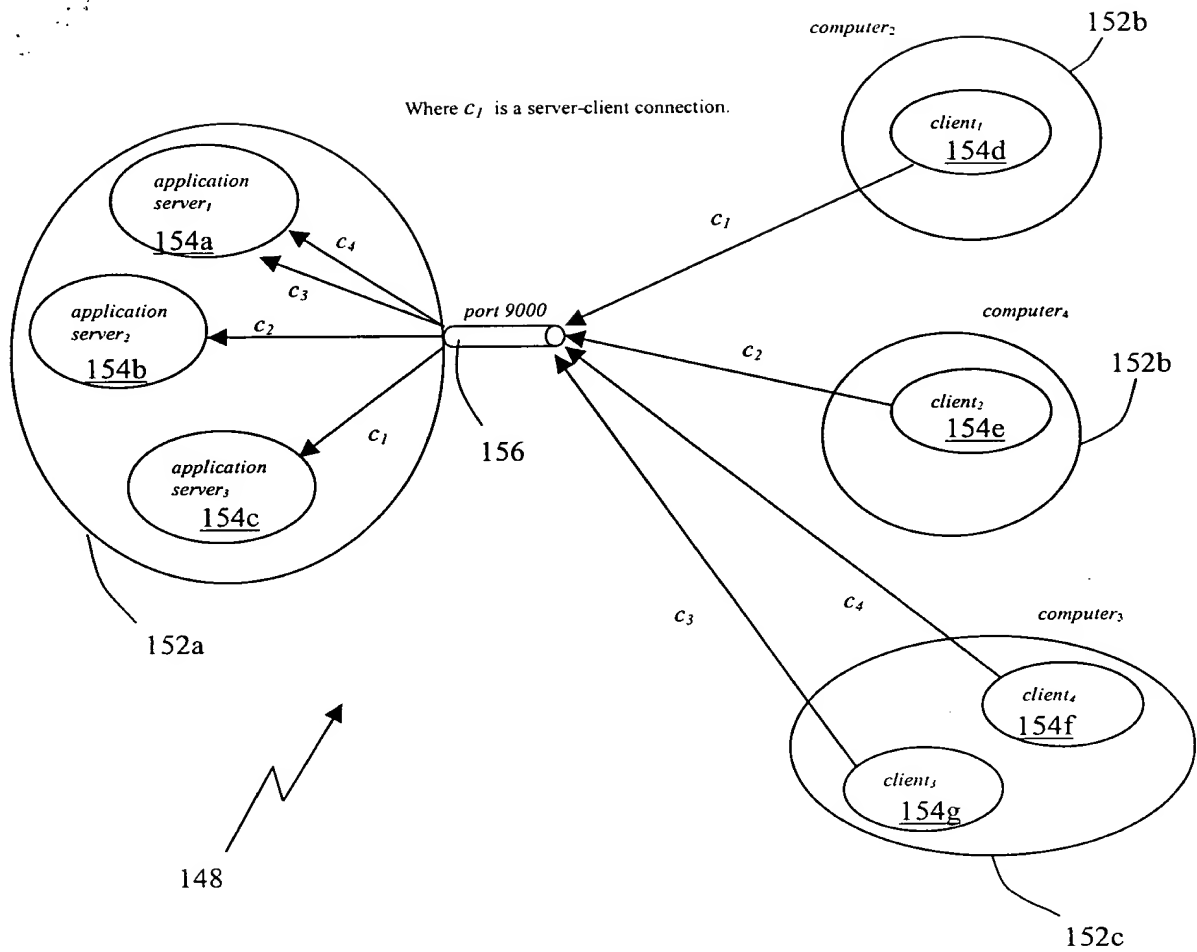 computer₂
152b
Where c₁ is a server-client connection.
client₁
154d
application
server₁
154a
c₄
c₃
c₁
port 9000
computer₄
application
server₂
154b
c₂
c₂
152b
client₂
154e
c₁
156
application
server₃
154c
c₃
c₄
computer₃
152a
client₄
154f
client₃
154g
148
152c